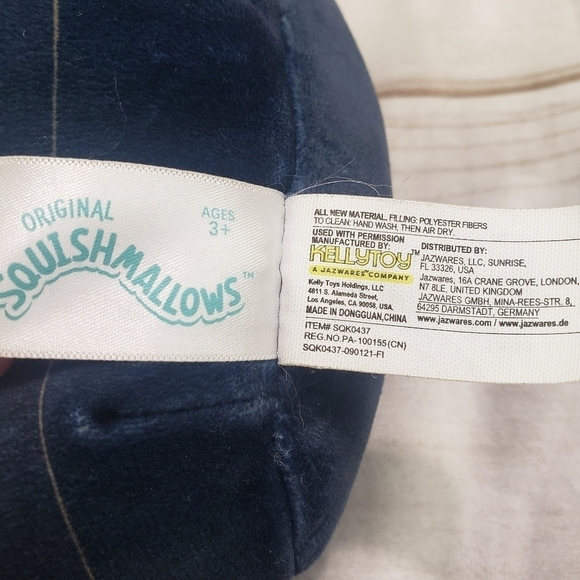 ORIGINAL
SQUISHMALLOWS™
AGES
3+
ALL NEW MATERIAL. FILLING: POLYESTER FIBERS
TO CLEAN: HAND WASH, THEN AIR DRY.
USED WITH PERMISSION
MANUFACTURED BY:
KELLYTOY™
A JAZWARES™ COMPANY
Kelly Toys Holdings, LLC
4811 S. Alameda Street,
Los Angeles, CA 90058, USA.
MADE IN DONGGUAN,CHINA
DISTRIBUTED BY:
JAZWARES, LLC, SUNRISE,
FL 33326, USA
Jazwares, 16A CRANE GROVE, LONDON,
N7 8LE, UNITED KINGDOM
JAZWARES GMBH, MINA-REES-STR. 8,
64295 DARMSTADT, GERMANY
www.jazwares.com / www.jazwares.de
ITEM# SQK0437
REG.NO.PA-100155(CN)
SQK0437-090121-FI